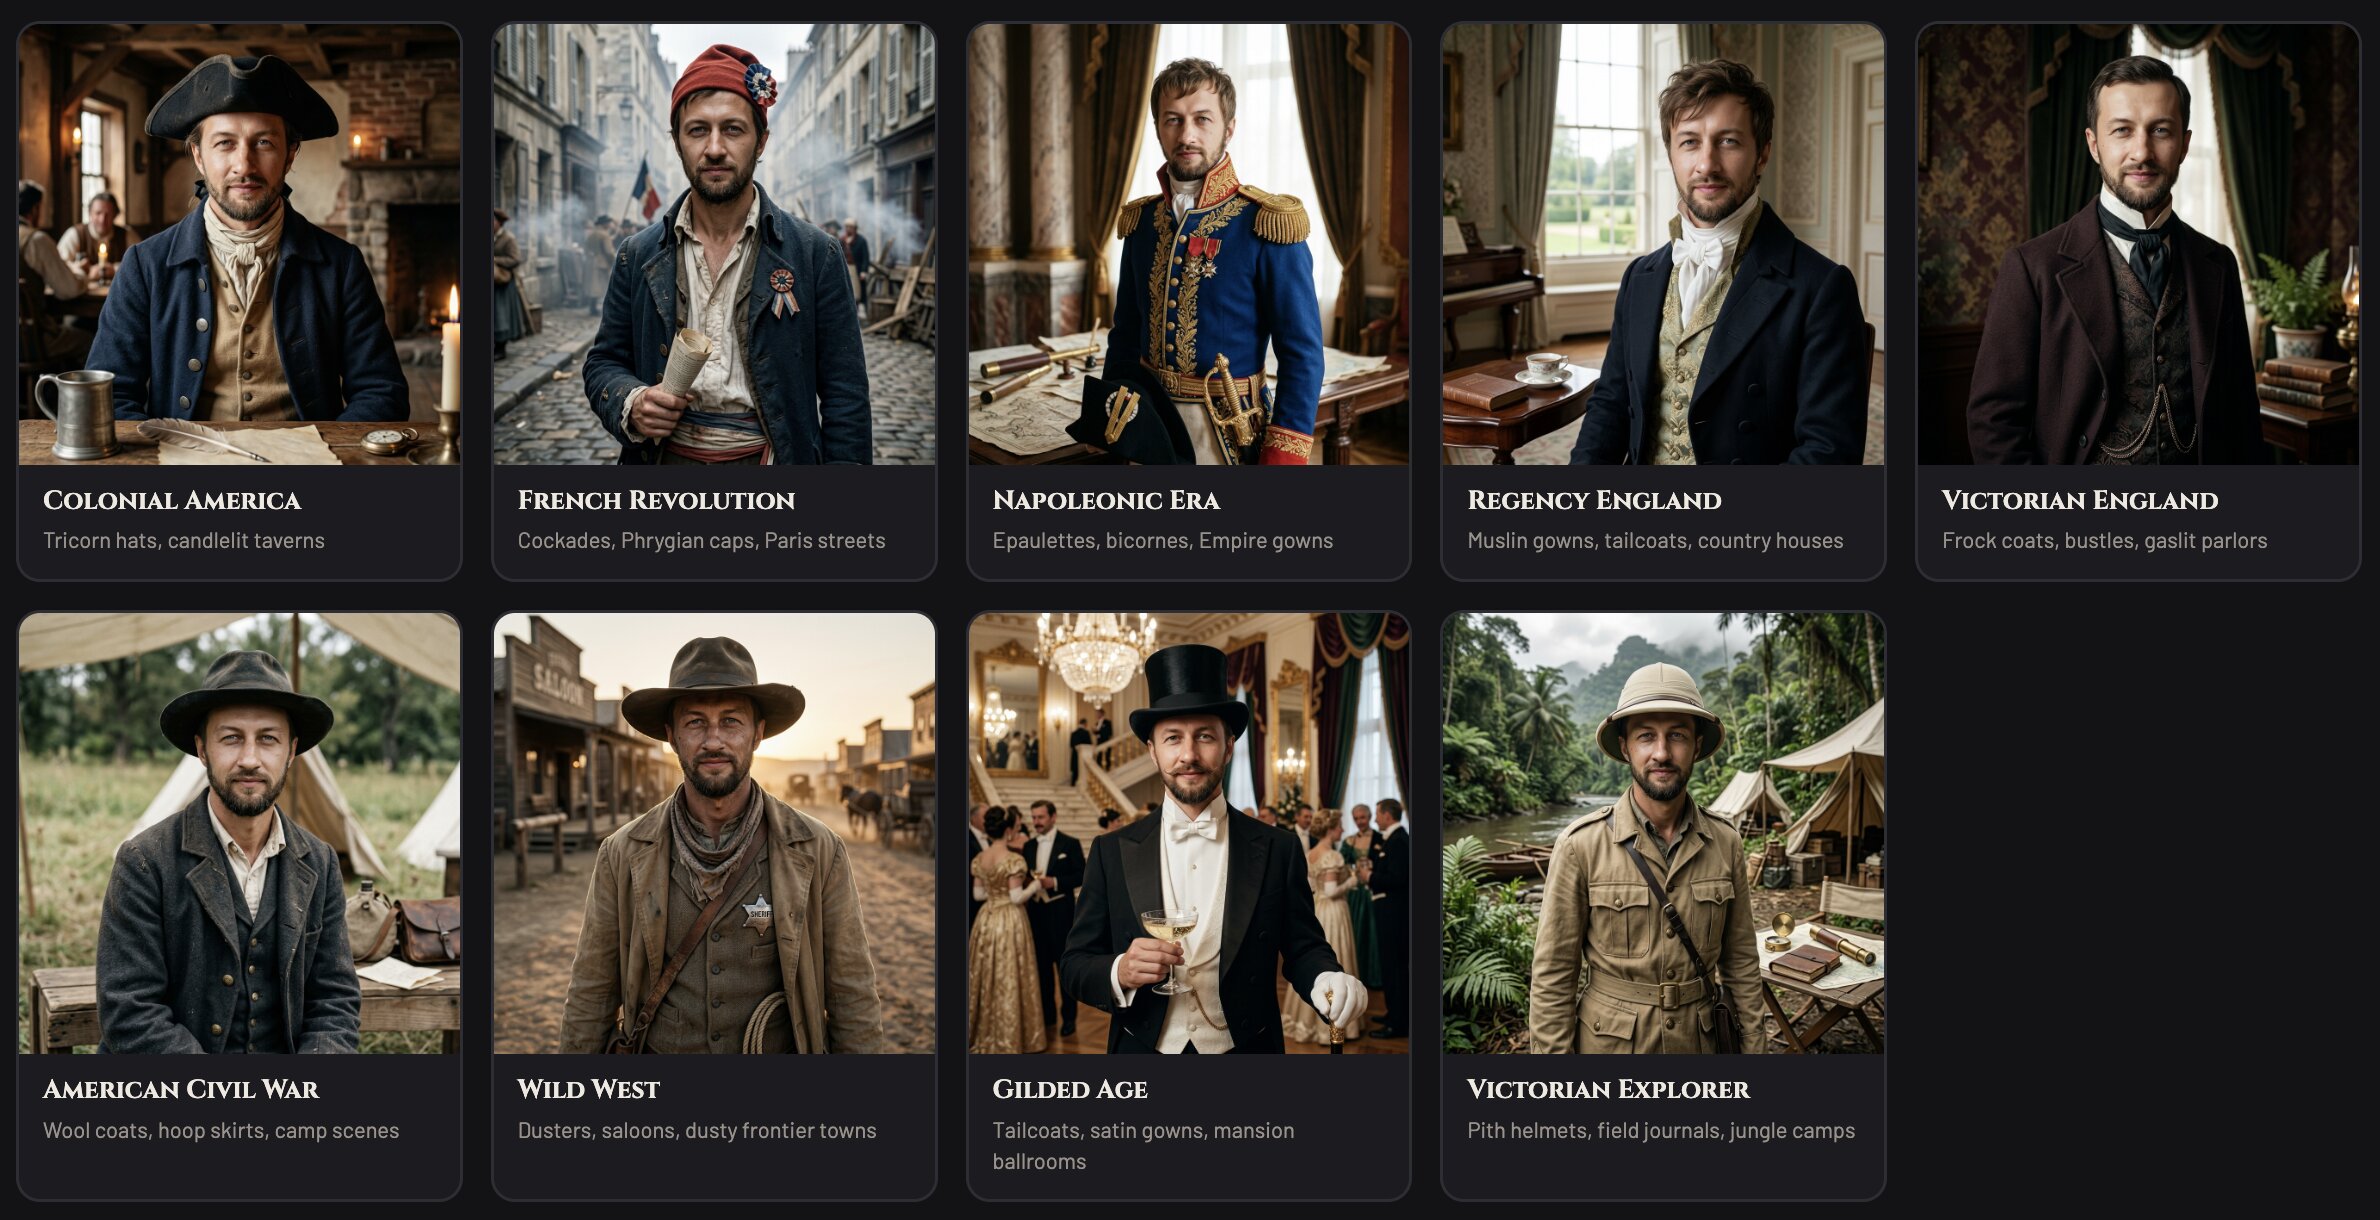 Colonial America
Tricorn hats, candlelit taverns
French Revolution
Cockades, Phrygian caps, Paris streets
Napoleonic Era
Epaulettes, bicornes, Empire gowns
Regency England
Muslin gowns, tailcoats, country houses
Victorian England
Frock coats, bustles, gaslit parlors
SALOON
SHERIFF
American Civil War
Wool coats, hoop skirts, camp scenes
Wild West
Dusters, saloons, dusty frontier towns
Gilded Age
Tailcoats, satin gowns, mansion
ballrooms
Victorian Explorer
Pith helmets, field journals, jungle camps